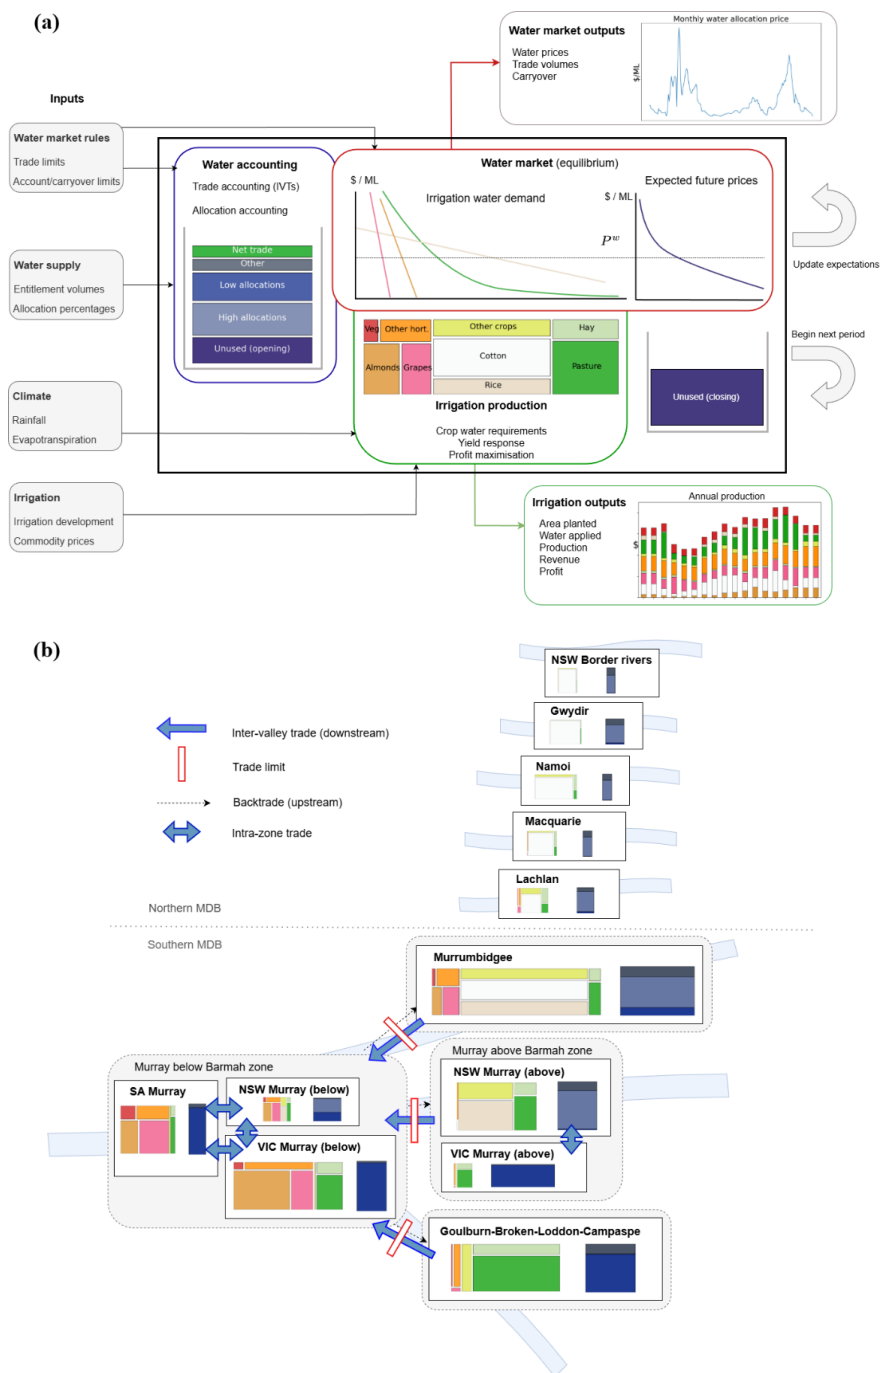 (a)
Water market outputs
Water prices
Trade volumes
Carryover
Monthly water allocation price
$/ML
Inputs
Water market rules
Trade limits
Account/carryover limits
Water supply
Entitlement volumes
Allocation percentages
Climate
Rainfall
Evapotranspiration
Irrigation
Irrigation development
Commodity prices
Water accounting
Trade accounting (IVTs)
Allocation accounting
Net trade
Other
Low allocations
High allocations
Unused (opening)
Water market (equilibrium)
$ / ML
Irrigation water demand
Expected future prices
$ / ML
P^w
Update expectations
Begin next period
Veg
Other hort.
Other crops
Hay
Almonds
Grapes
Cotton
Rice
Pasture
Irrigation production
Crop water requirements
Yield response
Profit maximisation
Unused (closing)
Irrigation outputs
Area planted
Water applied
Production
Revenue
Profit
Annual production
$
(b)
Inter-valley trade (downstream)
Trade limit
Backtrade (upstream)
Intra-zone trade
NSW Border rivers
Gwydir
Namoi
Macquarie
Lachlan
Northern MDB
Southern MDB
Murrumbidgee
Murray below Barmah zone
SA Murray
NSW Murray (below)
VIC Murray (below)
Murray above Barmah zone
NSW Murray (above)
VIC Murray (above)
Goulburn-Broken-Loddon-Campaspe